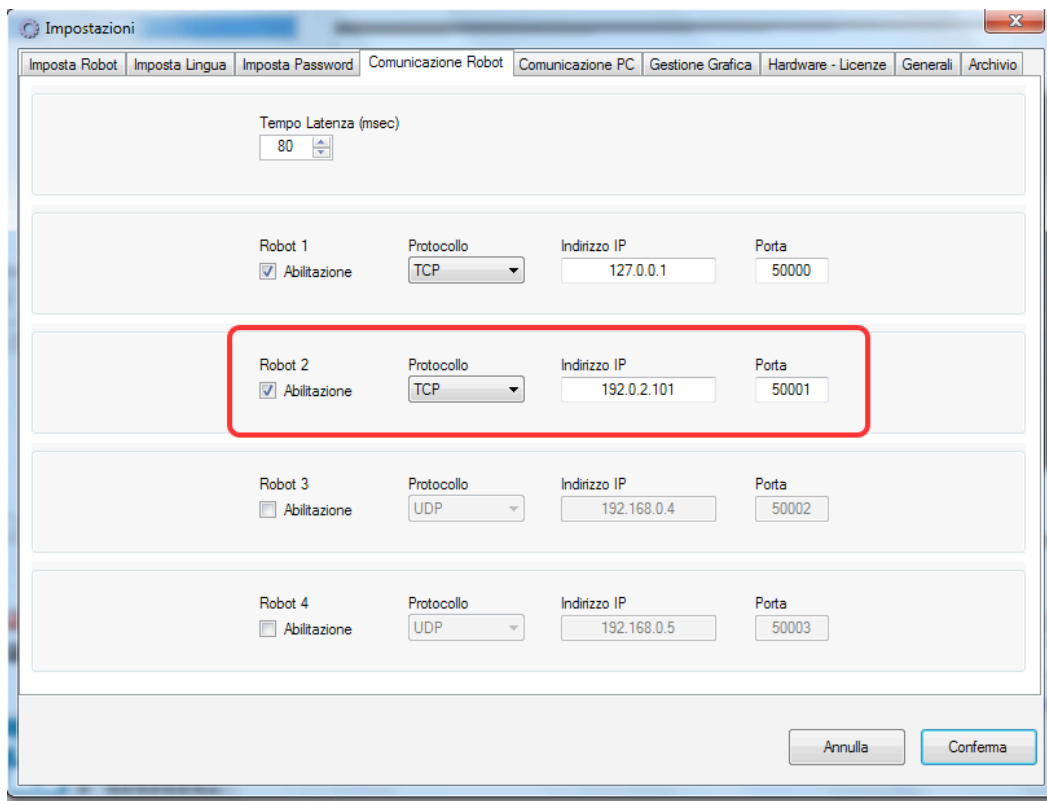 Impostazioni
Imposta Robot Imposta Lingua Imposta Password Comunicazione Robot Comunicazione PC Gestione Grafica Hardware - Licenze Generali Archivio
Tempo Latenza (msec)
80
Robot 1 Protocollo Indirizzo IP Porta
Abilitazione TCP 127.0.0.1 50000
Robot 2 Protocollo Indirizzo IP Porta
Abilitazione TCP 192.0.2.101 50001
Robot 3 Protocollo Indirizzo IP Porta
Abilitazione UDP 192.168.0.4 50002
Robot 4 Protocollo Indirizzo IP Porta
Abilitazione UDP 192.168.0.5 50003
Annulla Conferma